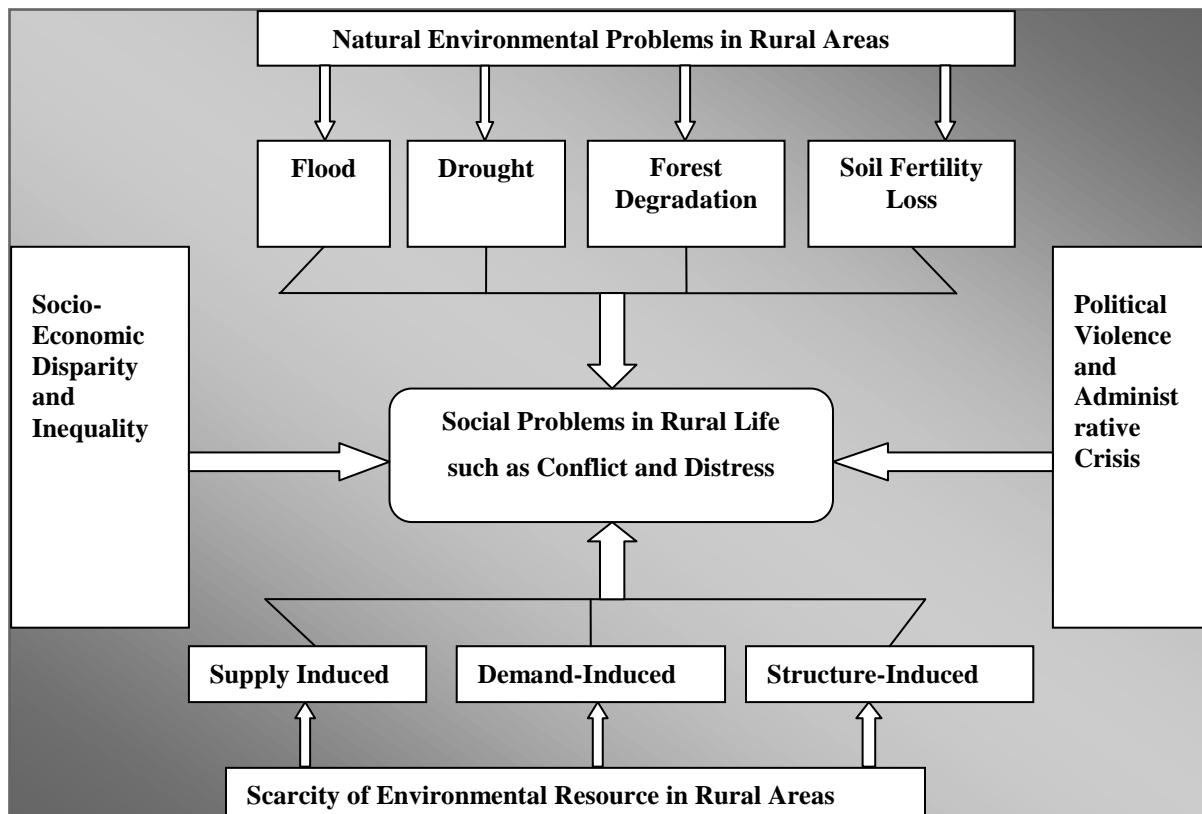 Natural Environmental Problems in Rural Areas
Flood
Drought
Forest
Degradation
Soil Fertility
Loss
Socio-
Economic
Disparity
and
Inequality
Political
Violence
and
Administ
rative
Crisis
Social Problems in Rural Life
such as Conflict and Distress
Supply Induced
Demand-Induced
Structure-Induced
Scarcity of Environmental Resource in Rural Areas